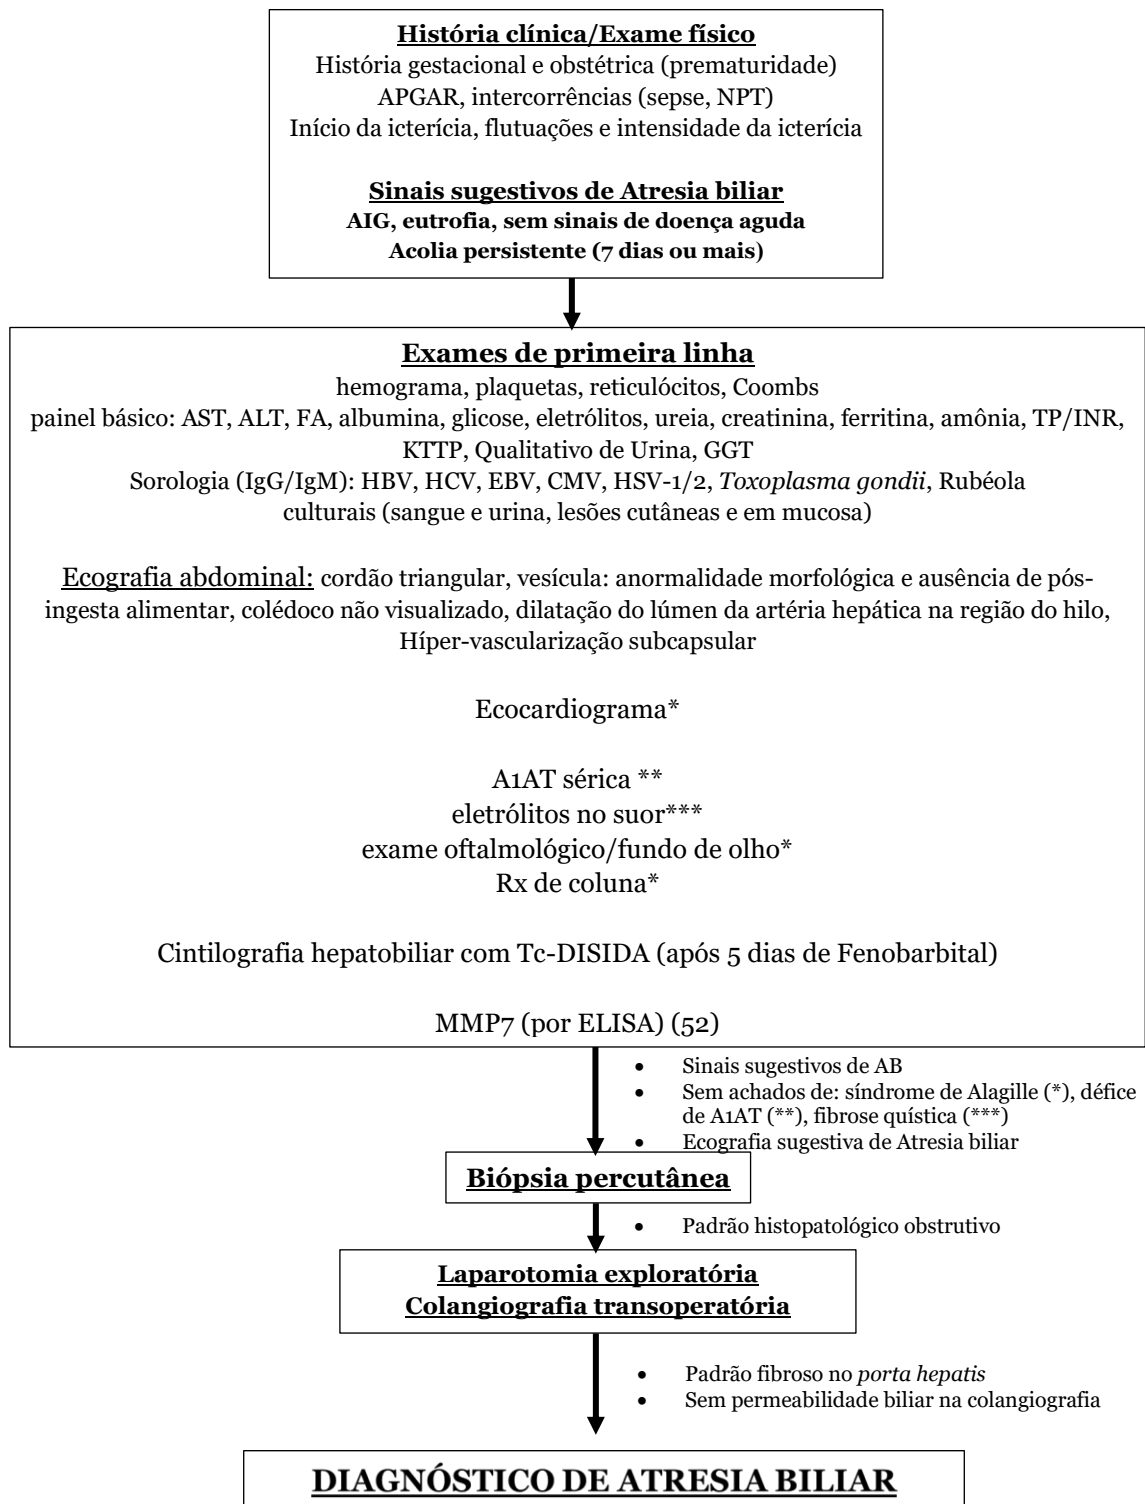 História clínica/Exame físico
História gestacional e obstétrica (prematuridade)
APGAR, intercorrências (sepse, NPT)
Início da icterícia, flutuações e intensidade da icterícia
Sinais sugestivos de Atresia biliar
AIG, eutrofia, sem sinais de doença aguda
Acolia persistente (7 dias ou mais)
Exames de primeira linha
hemograma, plaquetas, reticulócitos, Coombs
painel básico: AST, ALT, FA, albumina, glicose, eletrólitos, ureia, creatinina, ferritina, amônia, TP/INR,
KTTP, Qualitativo de Urina, GGT
Sorologia (IgG/IgM): HBV, HCV, EBV, CMV, HSV-1/2, Toxoplasma gondii, Rubéola
culturais (sangue e urina, lesões cutâneas e em mucosa)
Ecografia abdominal: cordão triangular, vesícula: anormalidade morfológica e ausência de pós-
ingesta alimentar, colédoco não visualizado, dilatação do lúmen da artéria hepática na região do hilo,
Híper-vascularização subcapsular
Ecocardiograma*
A1AT sérica **
eletrólitos no suor***
exame oftalmológico/fundo de olho*
Rx de coluna*
Cintilografia hepatobiliar com Tc-DISIDA (após 5 dias de Fenobarbital)
MMP7 (por ELISA) (52)
• Sinais sugestivos de AB
• Sem achados de: síndrome de Alagille (*), défice
de A1AT (**), fibrose quística (***)
• Ecografia sugestiva de Atresia biliar
Biópsia percutânea
• Padrão histopatológico obstrutivo
Laparotomia exploratória
Colangiografia transoperatória
• Padrão fibroso no porta hepatis
• Sem permeabilidade biliar na colangiografia
DIAGNÓSTICO DE ATRESIA BILIAR